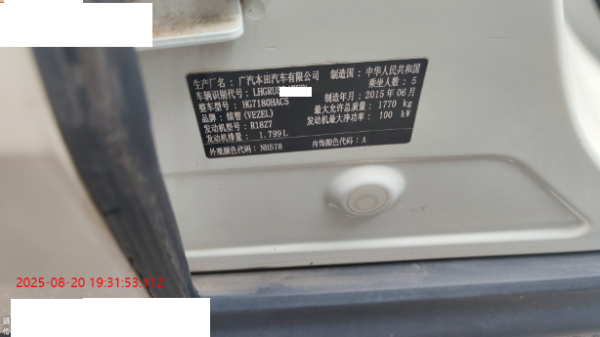 生产厂名：广汽本田汽车有限公司 制造国：中华人民共和国
车辆识别代号：LHGRU5 乘坐人数：5
整车型号：HG7180HAC5 制造年月：2015年06月
品牌：缤智(VEZEL) 最大允许总质量：1770 kg
发动机型号：R18Z7 发动机最大净功率：100 kW
发动机排量：1.799L
外观颜色代码：NH578 内饰颜色代码：A
2025-08-20 19:31:53:112